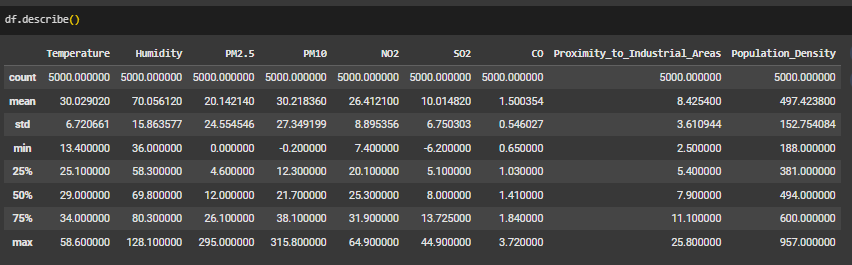 df.describe()
Temperature Humidity PM2.5 PM10 NO2 SO2 CO Proximity_to_Industrial_Areas Population_Density
count 5000.000000 5000.000000 5000.000000 5000.000000 5000.000000 5000.000000 5000.000000 5000.000000 5000.000000
mean 30.029020 70.056120 20.142140 30.218360 26.412100 10.014820 1.500354 8.425400 497.423800
std 6.720661 15.863577 24.554546 27.349199 8.895356 6.750303 0.546027 3.610944 152.754084
min 13.400000 36.000000 0.000000 -0.200000 7.400000 -6.200000 0.650000 2.500000 188.000000
25% 25.100000 58.300000 4.600000 12.300000 20.100000 5.100000 1.030000 5.400000 381.000000
50% 29.000000 69.800000 12.000000 21.700000 25.300000 8.000000 1.410000 7.900000 494.000000
75% 34.000000 80.300000 26.100000 38.100000 31.900000 13.725000 1.840000 11.100000 600.000000
max 58.600000 128.100000 295.000000 315.800000 64.900000 44.900000 3.720000 25.800000 957.000000